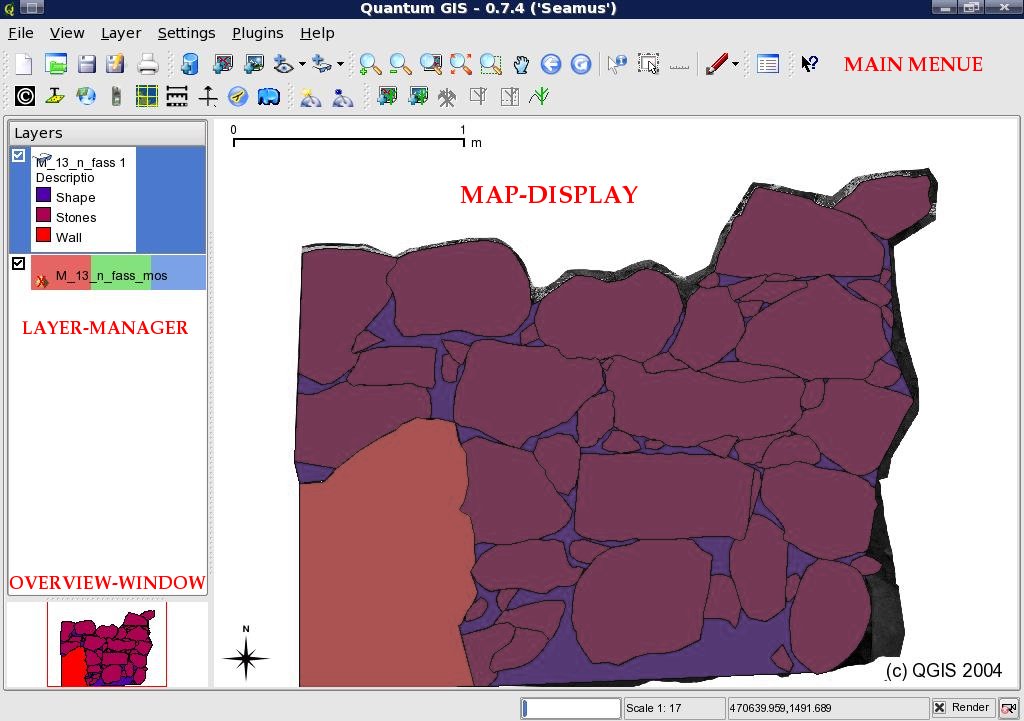 Quantum GIS - 0.7.4 ('Seamus')
File View Layer Settings Plugins Help
MAIN MENUE
Layers
M_13_n_fass 1
Descriptio
Shape
Stones
Wall
M_13_n_fass_mos
LAYER-MANAGER
OVERVIEW-WINDOW
0 1
m
MAP-DISPLAY
N
(c) QGIS 2004
Scale 1: 17
470639.959,1491.689
Render